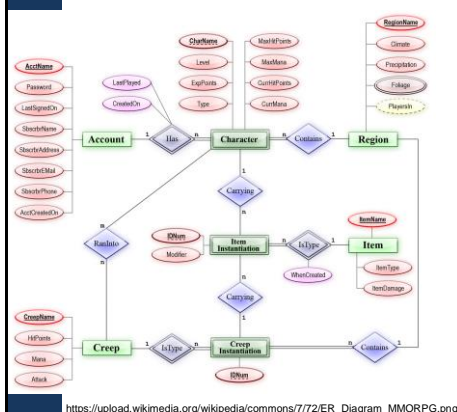 CharName
MaxHitPoints
RegionName
AcctName
Level
MaxMana
Climate
Password
LastPlayed
ExpPoints
CurrHitPoints
Precipitation
LastSignedOn
CreatedOn
Type
CurrMana
Foliage
SbscrbrName
PlayersIn
SbscrbrAddress
Account
1
Has
n
Character
n
Contains
1
Region
SbscrbrEMail
SbscrbrPhone
AcctCreatedOn
n
1
1
Carrying
RanInto
n
ItemName
IDNum
Item
Instantiation
n
IsType
1
Item
Modifier
n
WhenCreated
ItemType
Carrying
ItemDamage
CreepName
n
1
HitPoints
Mana
Creep
1
IsType
n
Creep
Instantiation
n
Contains
1
Attack
IDNum
https://upload.wikimedia.org/wikipedia/commons/7/72/ER_Diagram_MMORPG.png